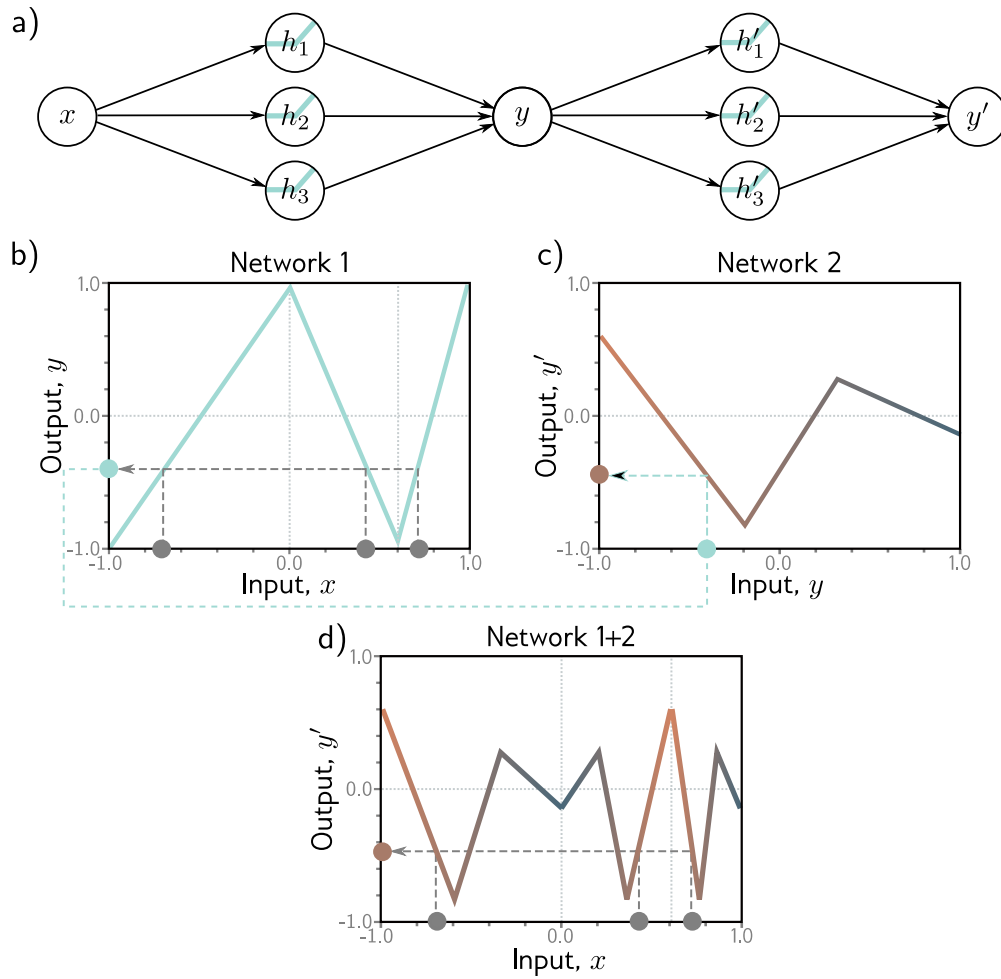 a)
x
h₁
h₂
h₃
y
h′₁
h′₂
h′₃
y′
b)
Network 1
1.0
0.0
-1.0
Output, y
-1.0 0.0 1.0
Input, x
c)
Network 2
1.0
0.0
-1.0
Output, y′
-1.0 0.0 1.0
Input, y
d)
Network 1+2
1.0
0.0
-1.0
Output, y′
-1.0 0.0 1.0
Input, x